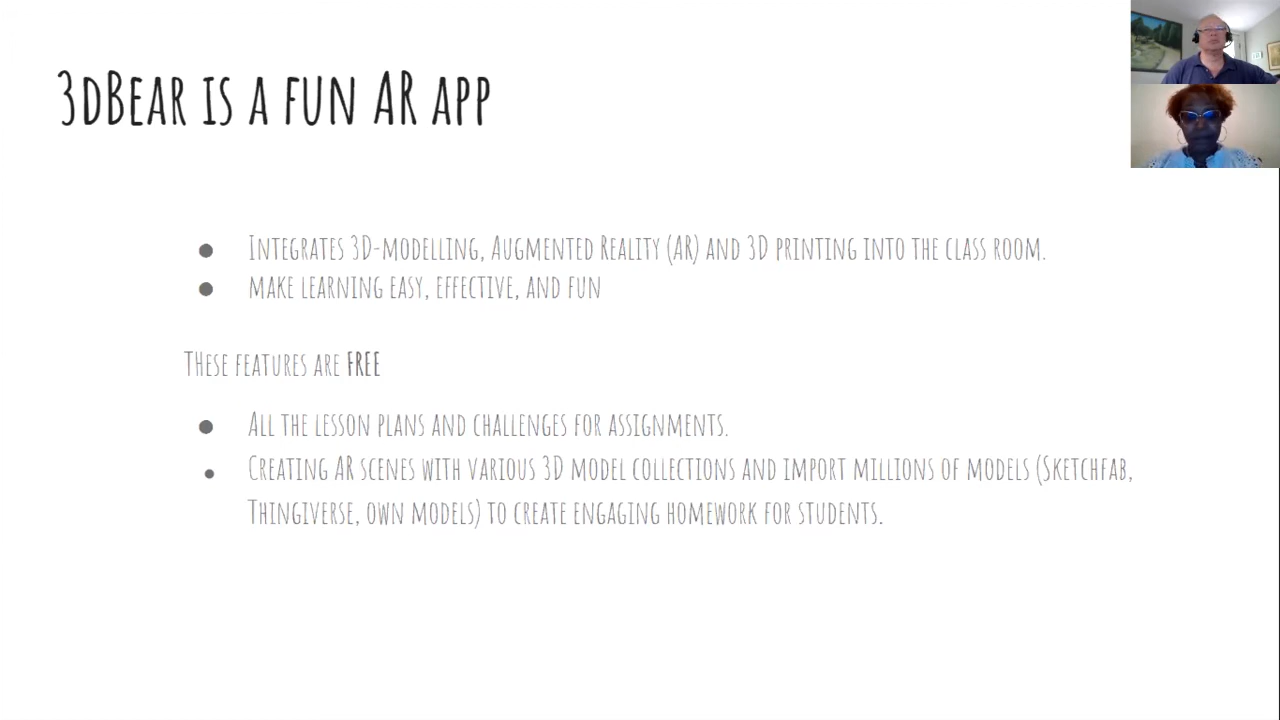 3DBEAR IS A FUN AR APP
INTEGRATES 3D-MODELLING, AUGMENTED REALITY (AR) AND 3D PRINTING INTO THE CLASS ROOM.
MAKE LEARNING EASY, EFFECTIVE, AND FUN
THESE FEATURES ARE FREE
ALL THE LESSON PLANS AND CHALLENGES FOR ASSIGNMENTS.
CREATING AR SCENES WITH VARIOUS 3D MODEL COLLECTIONS AND IMPORT MILLIONS OF MODELS (SKETCHFAB,
THINGIVERSE, OWN MODELS) TO CREATE ENGAGING HOMEWORK FOR STUDENTS.